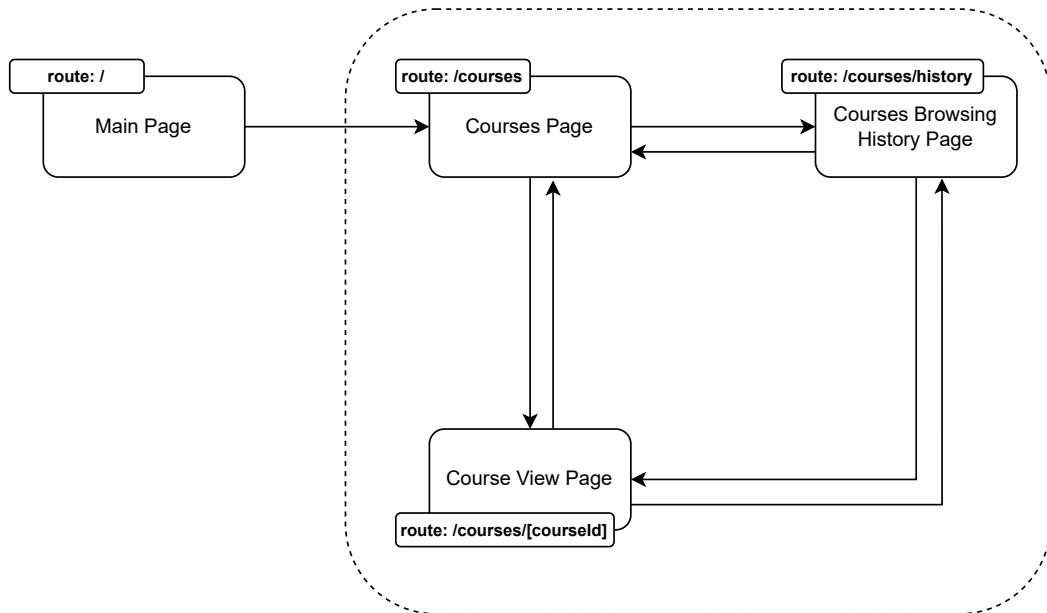 route: /
Main Page
route: /courses
Courses Page
route: /courses/history
Courses Browsing
History Page
Course View Page
route: /courses/[courseId]